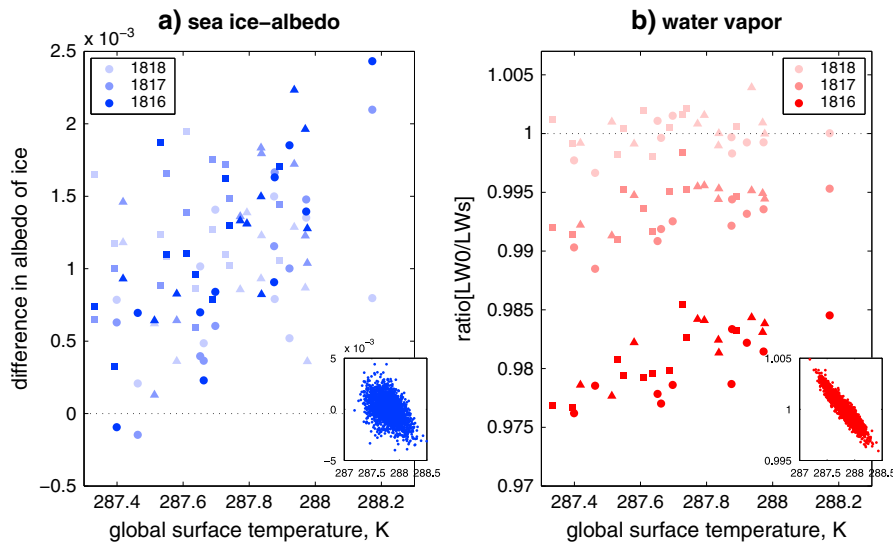 a) sea ice−albedo
x 10⁻³
2.5
2
1.5
1
0.5
0
−0.5
difference in albedo of ice
1818
1817
1816
x 10⁻³
5
0
−5
287 287.5 288 288.5
287.4 287.6 287.8 288 288.2
global surface temperature, K
b) water vapor
1.005
1
0.995
0.99
0.985
0.98
0.975
0.97
ratio[LW0/LWs]
1818
1817
1816
1.005
1
0.995
287 287.5 288 288.5
287.4 287.6 287.8 288 288.2
global surface temperature, K